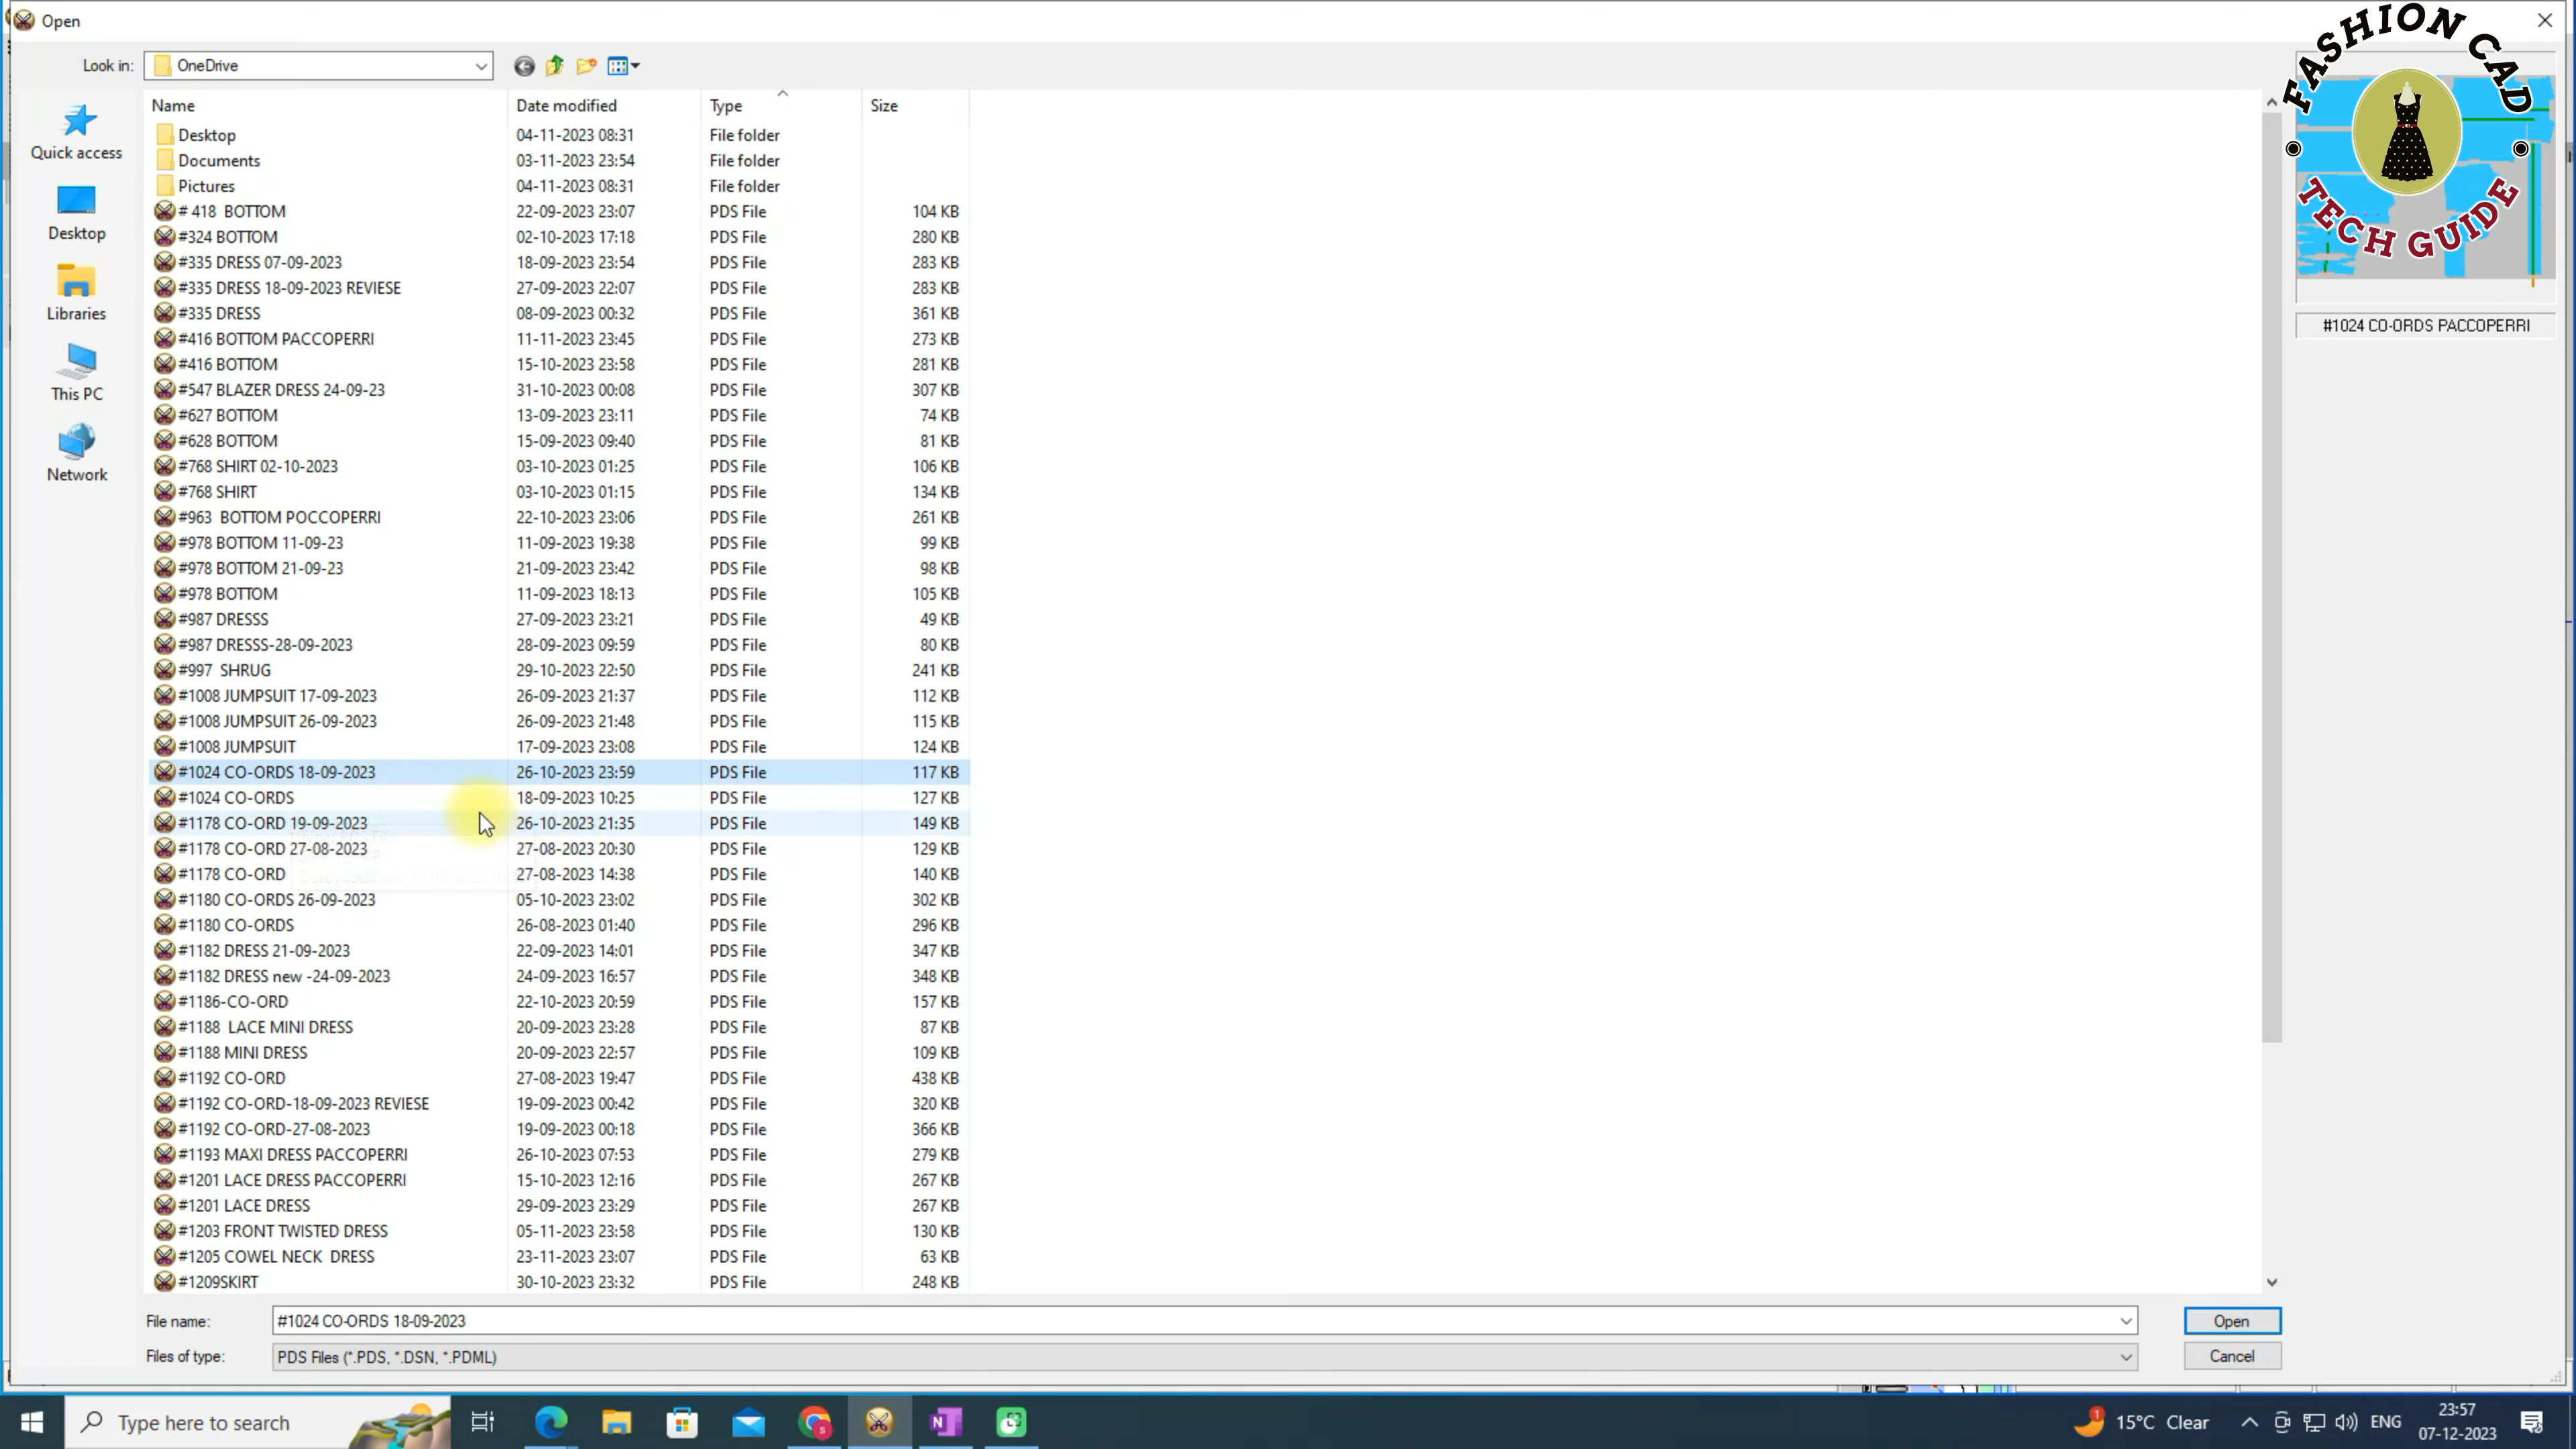 Open
Look in:
OneDrive
Quick access
Desktop
Libraries
This PC
Network
Name Date modified Type Size
Desktop 04-11-2023 08:31 File folder
Documents 03-11-2023 23:54 File folder
Pictures 04-11-2023 08:31 File folder
# 418  BOTTOM 22-09-2023 23:07 PDS File 104 KB
#324 BOTTOM 02-10-2023 17:18 PDS File 280 KB
#335 DRESS 07-09-2023 18-09-2023 23:54 PDS File 283 KB
#335 DRESS 18-09-2023 REVIESE 27-09-2023 22:07 PDS File 283 KB
#335 DRESS 08-09-2023 00:32 PDS File 361 KB
#416 BOTTOM PACCOPERRI 11-11-2023 23:45 PDS File 273 KB
#416 BOTTOM 15-10-2023 23:58 PDS File 281 KB
#547 BLAZER DRESS 24-09-23 31-10-2023 00:08 PDS File 307 KB
#627 BOTTOM 13-09-2023 23:11 PDS File 74 KB
#628 BOTTOM 15-09-2023 09:40 PDS File 81 KB
#768 SHIRT 02-10-2023 03-10-2023 01:25 PDS File 106 KB
#768 SHIRT 03-10-2023 01:15 PDS File 134 KB
#963  BOTTOM POCCOPERRI 22-10-2023 23:06 PDS File 261 KB
#978 BOTTOM 11-09-23 11-09-2023 19:38 PDS File 99 KB
#978 BOTTOM 21-09-23 21-09-2023 23:42 PDS File 98 KB
#978 BOTTOM 11-09-2023 18:13 PDS File 105 KB
#987 DRESSS 27-09-2023 23:21 PDS File 49 KB
#987 DRESSS-28-09-2023 28-09-2023 09:59 PDS File 80 KB
#997  SHRUG 29-10-2023 22:50 PDS File 241 KB
#1008 JUMPSUIT 17-09-2023 26-09-2023 21:37 PDS File 112 KB
#1008 JUMPSUIT 26-09-2023 26-09-2023 21:48 PDS File 115 KB
#1008 JUMPSUIT 17-09-2023 23:08 PDS File 124 KB
#1024 CO-ORDS 18-09-2023 26-10-2023 23:59 PDS File 117 KB
#1024 CO-ORDS 18-09-2023 10:25 PDS File 127 KB
#1178 CO-ORD 19-09-2023 26-10-2023 21:35 PDS File 149 KB
#1178 CO-ORD 27-08-2023 27-08-2023 20:30 PDS File 129 KB
#1178 CO-ORD 27-08-2023 14:38 PDS File 140 KB
#1180 CO-ORDS 26-09-2023 05-10-2023 23:02 PDS File 302 KB
#1180 CO-ORDS 26-08-2023 01:40 PDS File 296 KB
#1182 DRESS 21-09-2023 22-09-2023 14:01 PDS File 347 KB
#1182 DRESS new -24-09-2023 24-09-2023 16:57 PDS File 348 KB
#1186-CO-ORD 22-10-2023 20:59 PDS File 157 KB
#1188  LACE MINI DRESS 20-09-2023 23:28 PDS File 87 KB
#1188 MINI DRESS 20-09-2023 22:57 PDS File 109 KB
#1192 CO-ORD 27-08-2023 19:47 PDS File 438 KB
#1192 CO-ORD-18-09-2023 REVIESE 19-09-2023 00:42 PDS File 320 KB
#1192 CO-ORD-27-08-2023 19-09-2023 00:18 PDS File 366 KB
#1193 MAXI DRESS PACCOPERRI 26-10-2023 07:53 PDS File 279 KB
#1201 LACE DRESS PACCOPERRI 15-10-2023 12:16 PDS File 267 KB
#1201 LACE DRESS 29-09-2023 23:29 PDS File 267 KB
#1203 FRONT TWISTED DRESS 05-11-2023 23:58 PDS File 130 KB
#1205 COWEL NECK  DRESS 23-11-2023 23:07 PDS File 63 KB
#1209SKIRT 30-10-2023 23:32 PDS File 248 KB
File name: #1024 CO-ORDS 18-09-2023 Open
Files of type: PDS Files (*.PDS, *.DSN, *.PDML) Cancel
FASHION CAD
TECH GUIDE
#1024 CO-ORDS PACCOPERRI
Type here to search
1
15°C Clear
ENG
23:57
07-12-2023